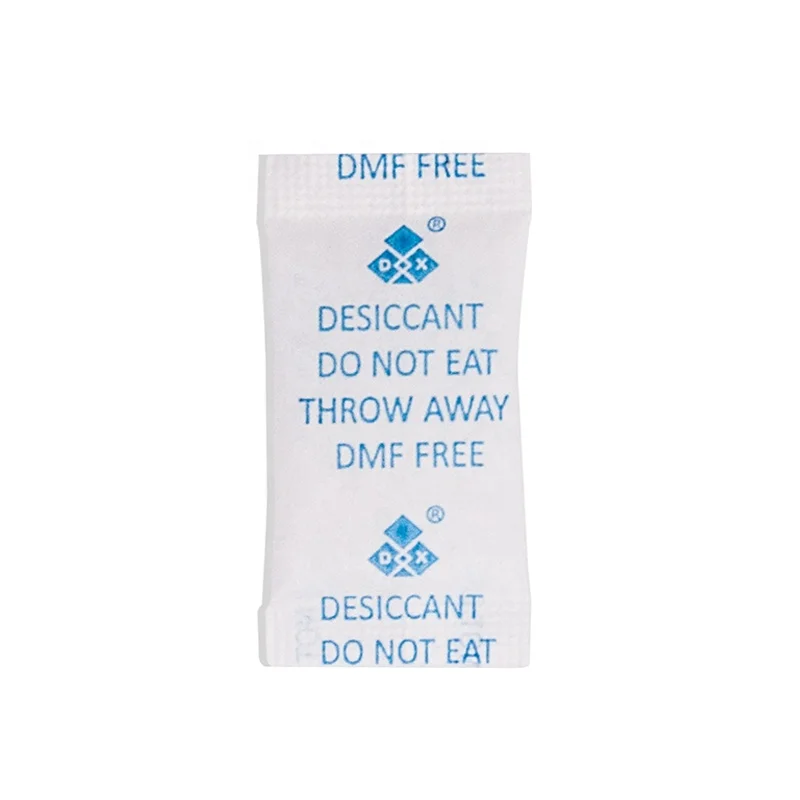 DMF FREE
®
D X
DESICCANT
DO NOT EAT
THROW AWAY
DMF FREE
®
D X
DESICCANT
DO NOT EAT